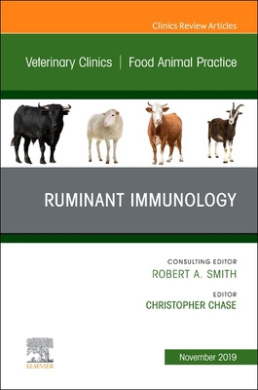 Clinics Review Articles
Veterinary Clinics | Food Animal Practice
RUMINANT IMMUNOLOGY
CONSULTING EDITOR
ROBERT A. SMITH
EDITOR
CHRISTOPHER CHASE
ELSEVIER
November 2019